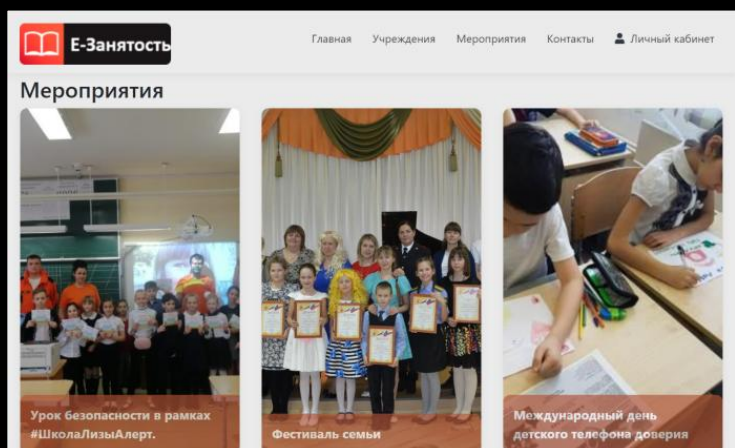 Е-Занятость
Главная Учреждения Мероприятия Контакты Личный кабинет
Мероприятия
Урок безопасности в рамках
#ШколаЛизыАлерт.
Фестиваль семьи
Международный день
детского телефона доверия